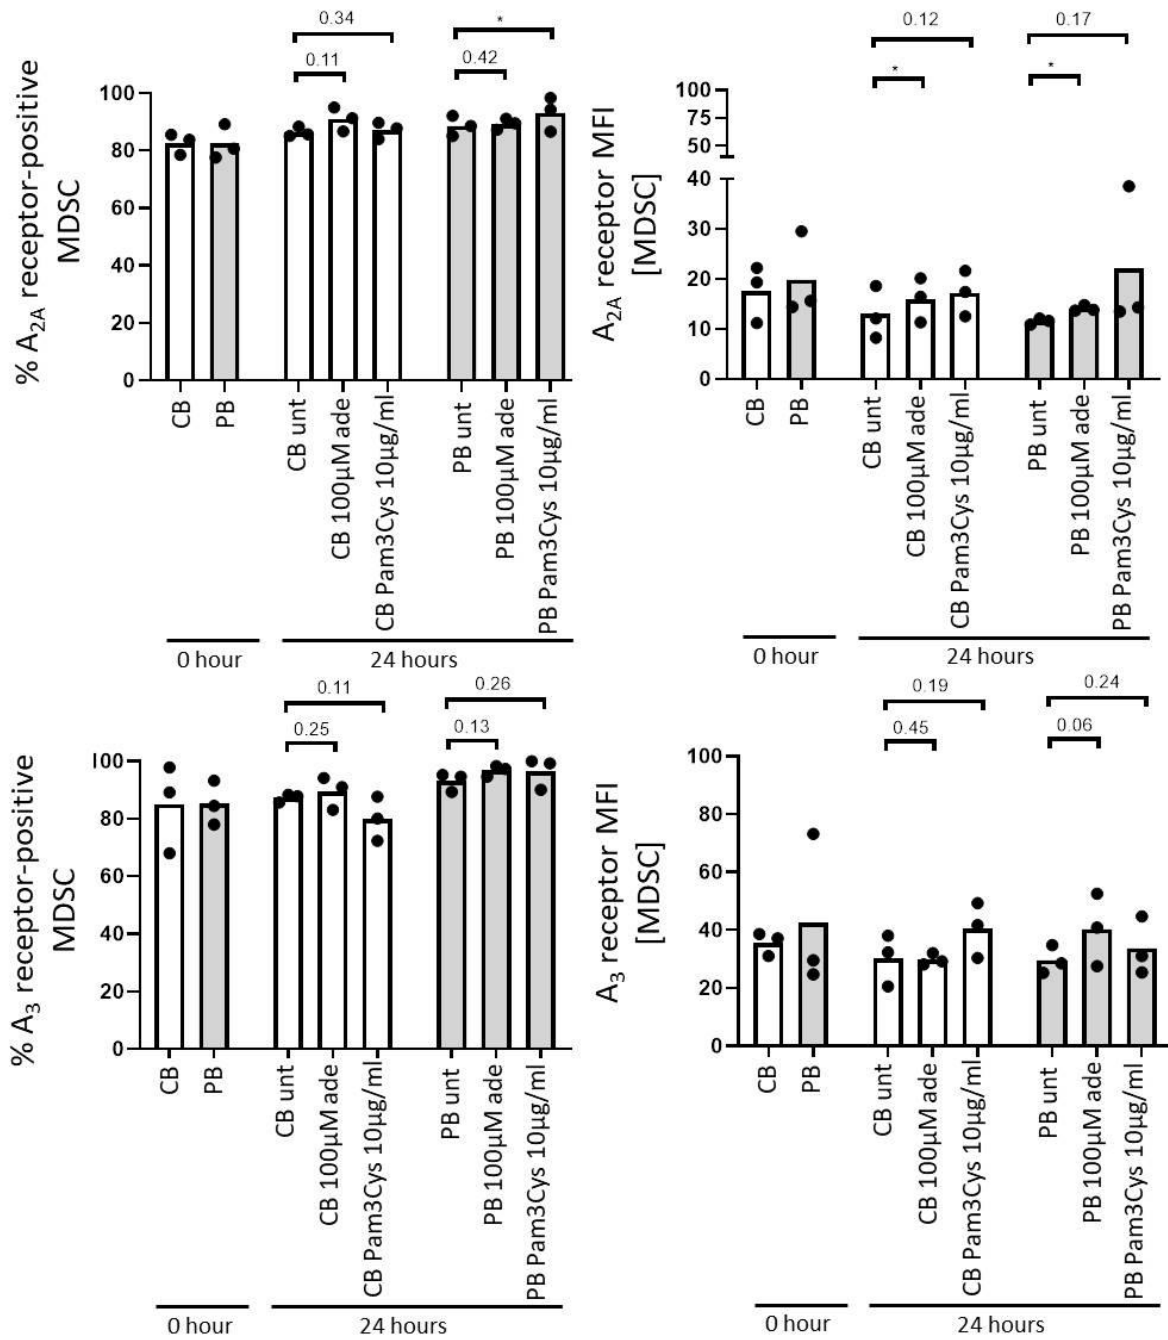 0.34
*
0.11
0.42
% A2A receptor-positive
MDSC
100
80
60
40
20
0
CB
PB
CB unt
CB 100µM ade
CB Pam3Cys 10µg/ml
PB unt
PB 100µM ade
PB Pam3Cys 10µg/ml
0 hour
24 hours
0.12
0.17
*
*
A2A receptor MFI
[MDSC]
100
75
50
40
30
20
10
0
CB
PB
CB unt
CB 100µM ade
CB Pam3Cys 10µg/ml
PB unt
PB 100µM ade
PB Pam3Cys 10µg/ml
0 hour
24 hours
0.11
0.26
0.25
0.13
% A3 receptor-positive
MDSC
100
80
60
40
20
0
CB
PB
CB unt
CB 100µM ade
CB Pam3Cys 10µg/ml
PB unt
PB 100µM ade
PB Pam3Cys 10µg/ml
0 hour
24 hours
0.19
0.24
0.45
0.06
A3 receptor MFI
[MDSC]
100
80
60
40
20
0
CB
PB
CB unt
CB 100µM ade
CB Pam3Cys 10µg/ml
PB unt
PB 100µM ade
PB Pam3Cys 10µg/ml
0 hour
24 hours